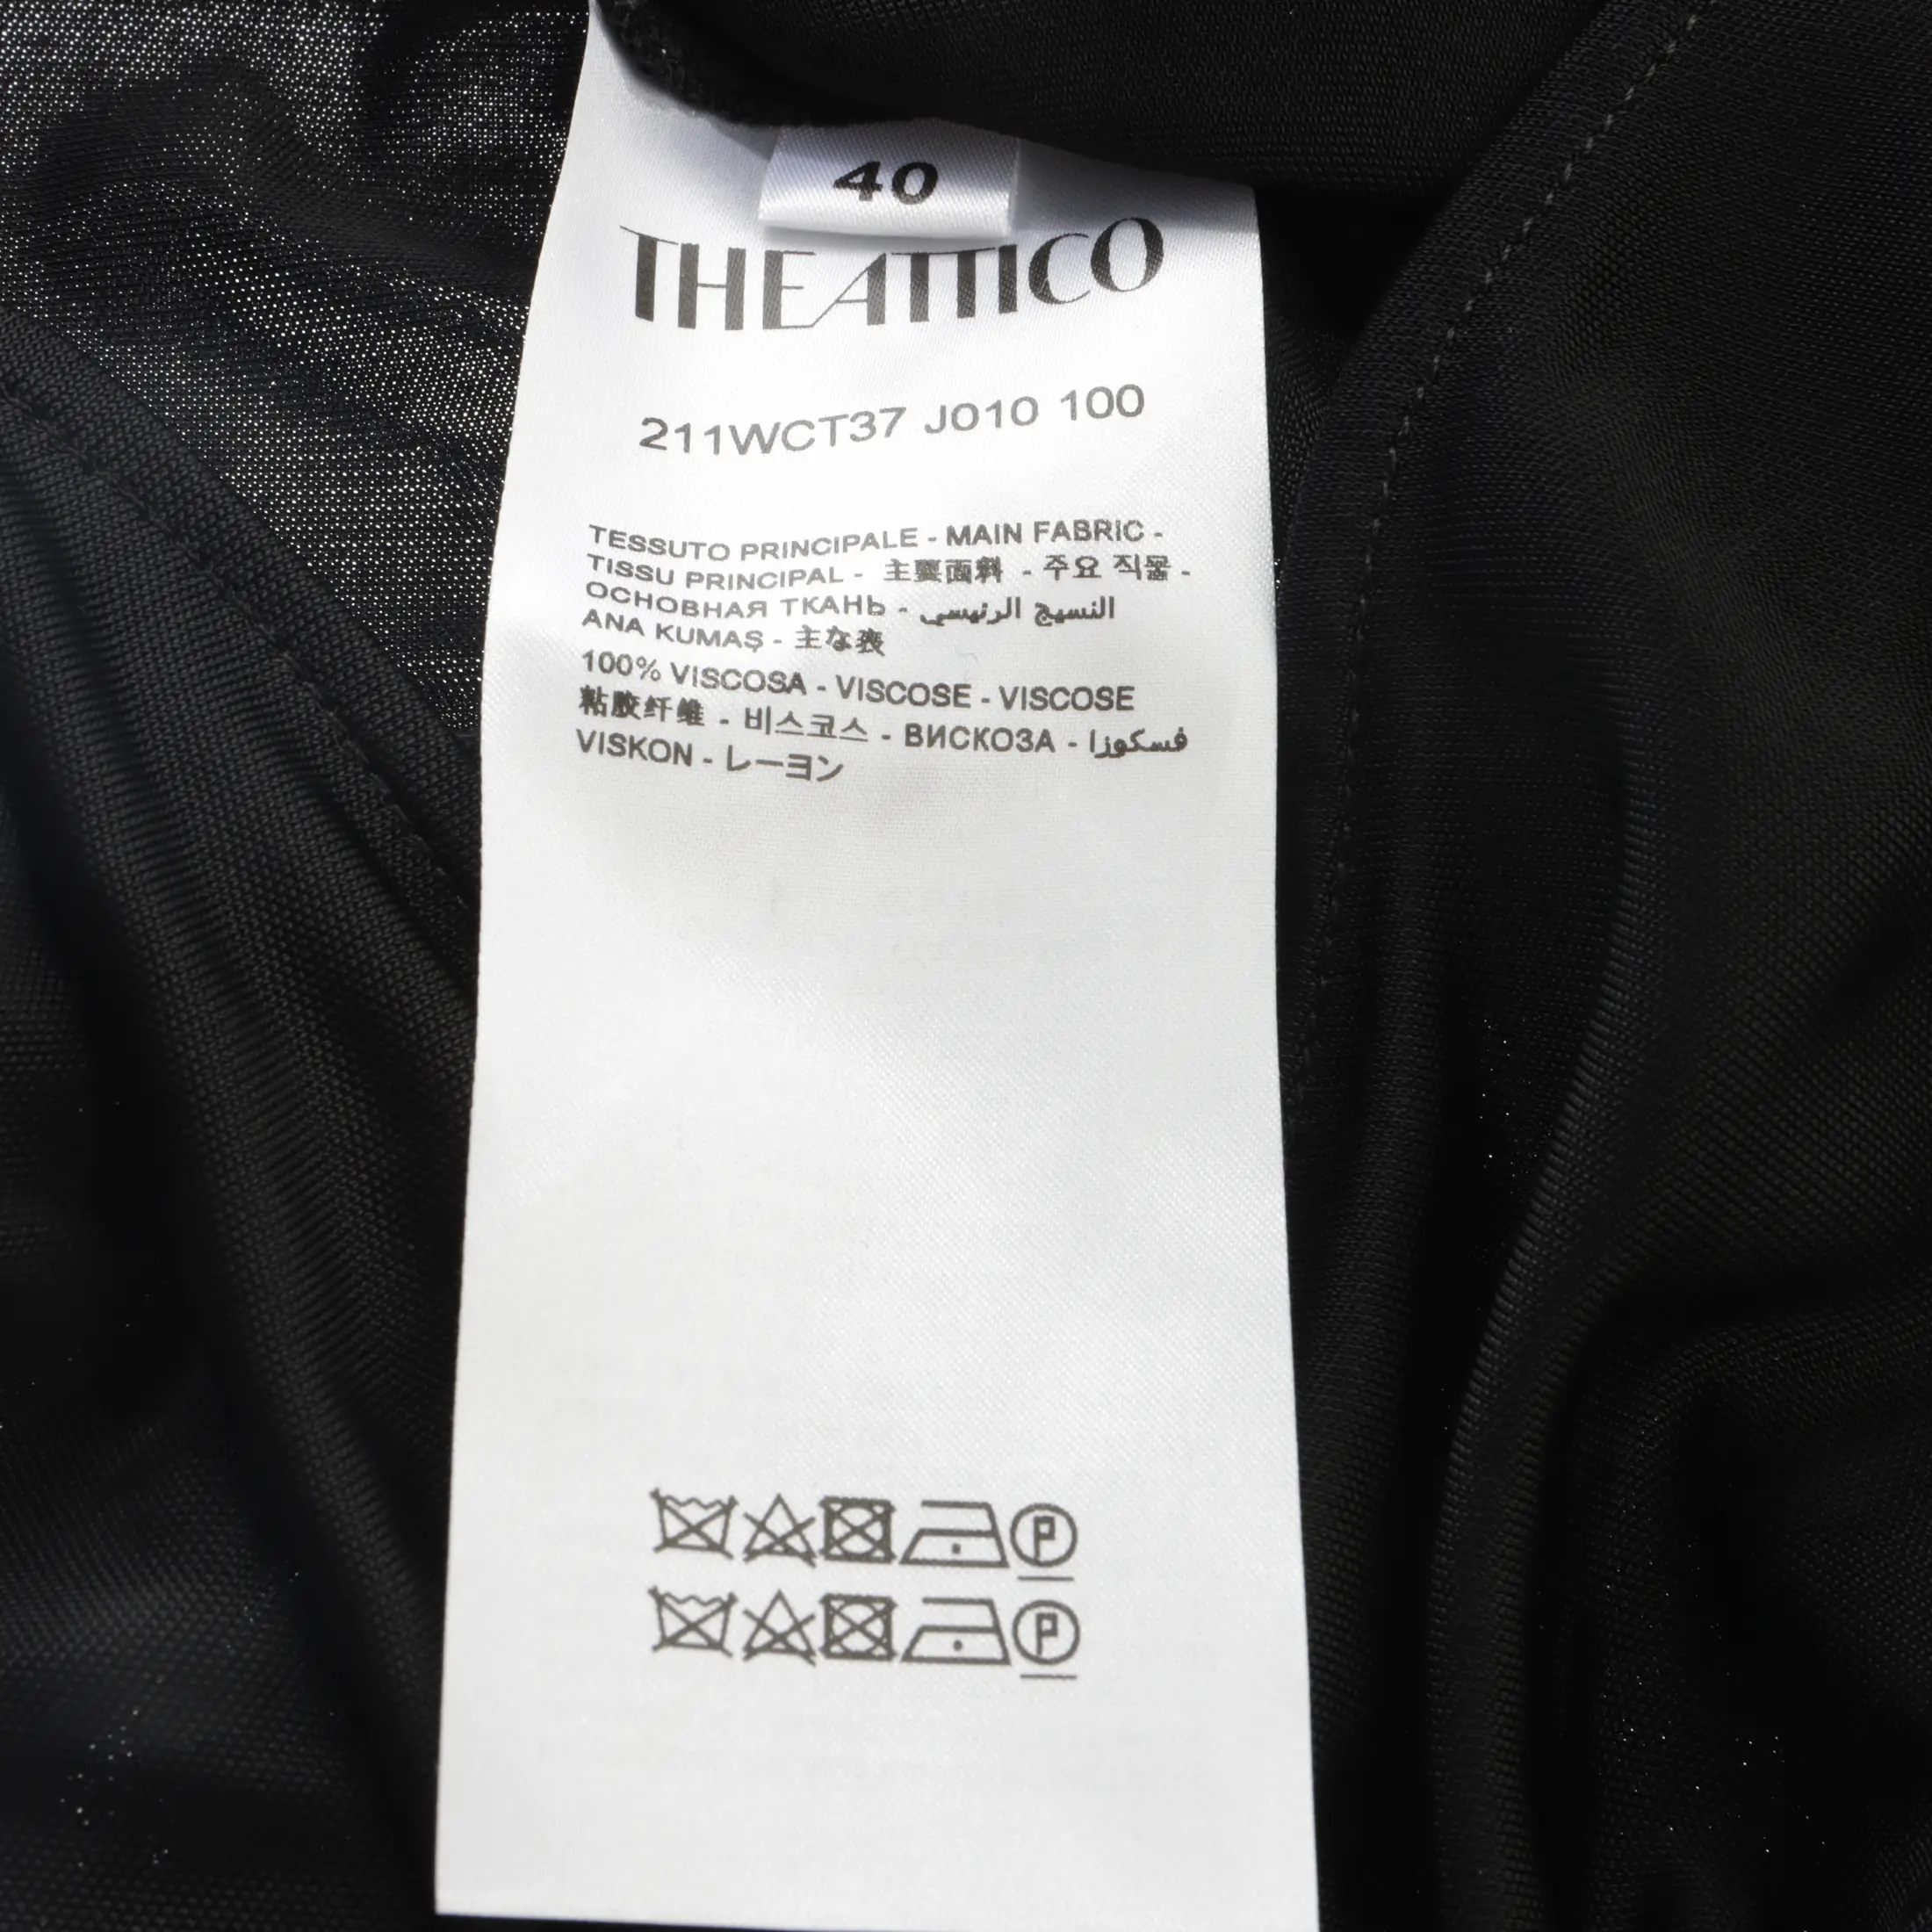 40
THE ATTICO
211WCT37 J010 100
TESSUTO PRINCIPALE - MAIN FABRIC -
TISSU PRINCIPAL - 主要面料 - 주요 직물 -
ОСНОВНАЯ ТКАНЬ - النسيج الرئيسي
ANA KUMAŞ - 主な表
100% VISCOSA - VISCOSE - VISCOSE
粘胶纤维 - 비스코스 - ВИСКОЗА - فسكوزا
VISKON - レーヨン
P
P